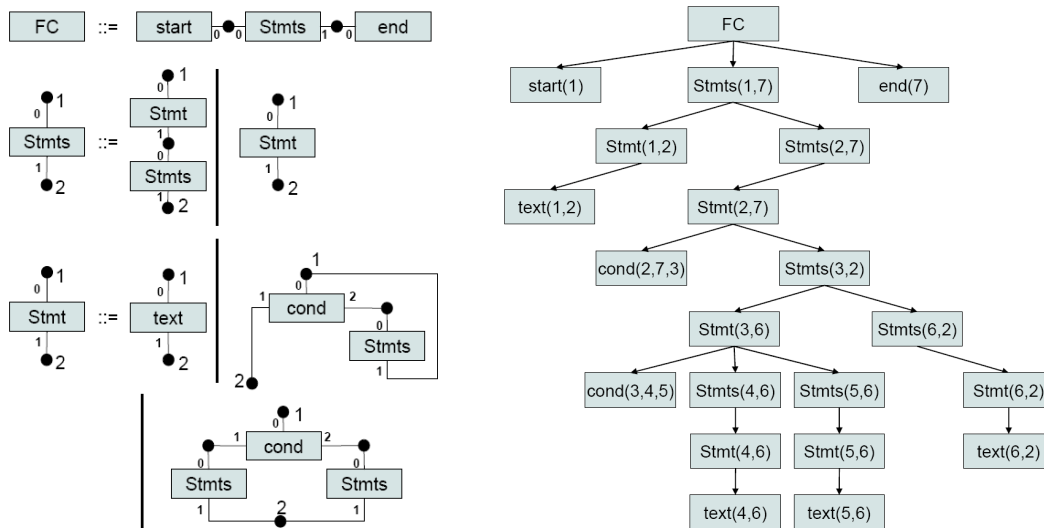 FC ::= start 0 0 Stmts 1 0 end
1
0
Stmts
1
2
::=
1
0
Stmt
1
0
Stmts
1
2
1
0
Stmt
1
2
1
0
Stmt
1
2
::=
1
0
text
1
2
1
0
1 cond 2
0
Stmts
1
2
1
0
1 cond 2
0 0
Stmts Stmts
1 2 1
FC
start(1) Stmts(1,7) end(7)
Stmt(1,2) Stmts(2,7)
text(1,2) Stmt(2,7)
cond(2,7,3) Stmts(3,2)
Stmt(3,6) Stmts(6,2)
cond(3,4,5) Stmts(4,6) Stmts(5,6) Stmt(6,2)
Stmt(4,6) Stmt(5,6) text(6,2)
text(4,6) text(5,6)